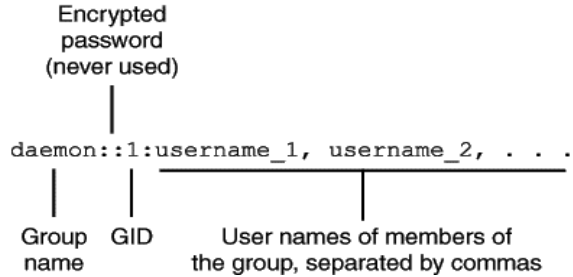 Encrypted
password
(never used)
daemon::1:username_1, username_2, . . .
Group
name
GID
User names of members of
the group, separated by commas